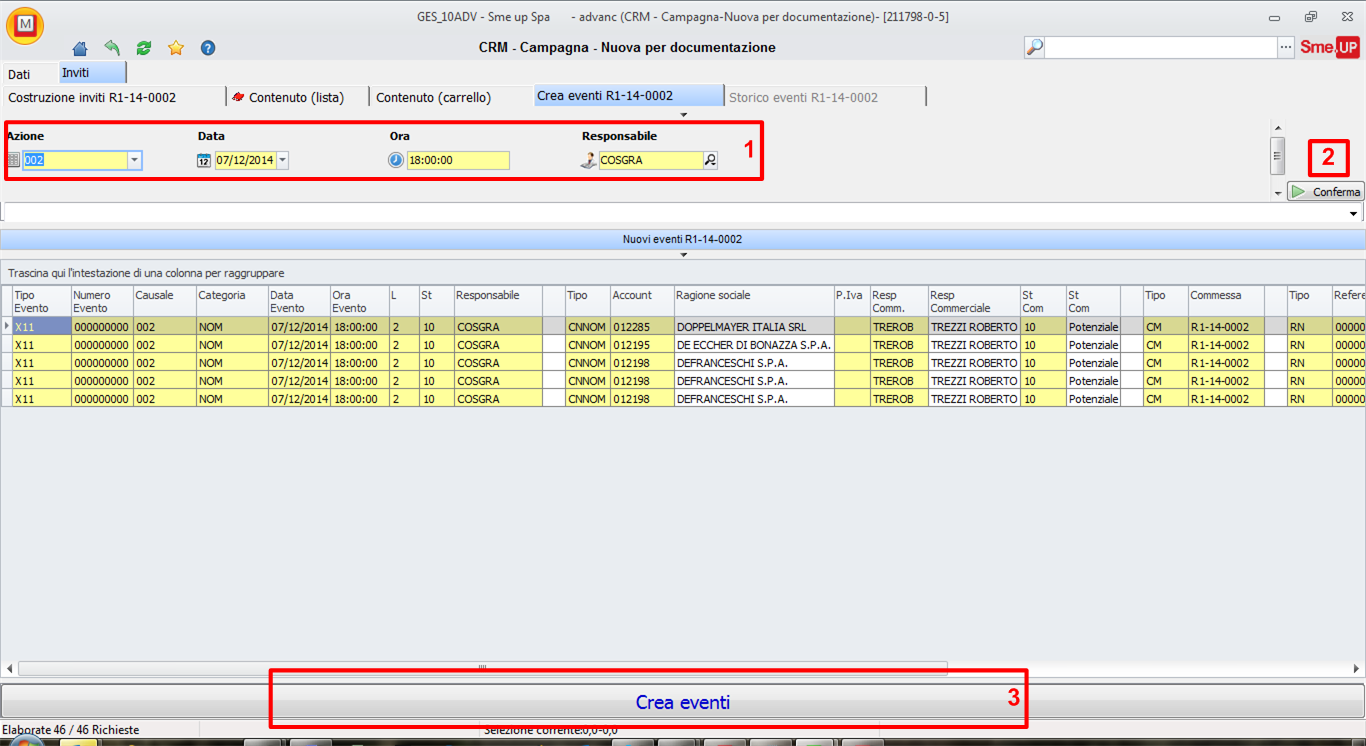 M
GES_10ADV - Sme up Spa - advanc (CRM - Campagna-Nuova per documentazione)- [211798-0-5]
CRM - Campagna - Nuova per documentazione
Sme.UP
Dati Inviti
Costruzione inviti R1-14-0002 Contenuto (lista) Contenuto (carrello) Crea eventi R1-14-0002 Storico eventi R1-14-0002
Azione Data Ora Responsabile 1
002 12 07/12/2014 18:00:00 COSGRA 2
Conferma
Nuovi eventi R1-14-0002
Trascina qui l'intestazione di una colonna per raggruppare
Tipo Evento Numero Evento Causale Categoria Data Evento Ora Evento L St Responsabile Tipo Account Ragione sociale P.Iva Resp Comm. Resp Commerciale St Com St Com Tipo Commessa Tipo Refere
X11 000000000 002 NOM 07/12/2014 18:00:00 2 10 COSGRA CNNOM 012285 DOPPELMAYER ITALIA SRL TREROB TREZZI ROBERTO 10 Potenziale CM R1-14-0002 RN 00000
X11 000000000 002 NOM 07/12/2014 18:00:00 2 10 COSGRA CNNOM 012195 DE ECCHER DI BONAZZA S.P.A. TREROB TREZZI ROBERTO 10 Potenziale CM R1-14-0002 RN 00000
X11 000000000 002 NOM 07/12/2014 18:00:00 2 10 COSGRA CNNOM 012198 DEFRANCESCHI S.P.A. TREROB TREZZI ROBERTO 10 Potenziale CM R1-14-0002 RN 00000
X11 000000000 002 NOM 07/12/2014 18:00:00 2 10 COSGRA CNNOM 012198 DEFRANCESCHI S.P.A. TREROB TREZZI ROBERTO 10 Potenziale CM R1-14-0002 RN 00000
X11 000000000 002 NOM 07/12/2014 18:00:00 2 10 COSGRA CNNOM 012198 DEFRANCESCHI S.P.A. TREROB TREZZI ROBERTO 10 Potenziale CM R1-14-0002 RN 00000
Crea eventi 3
Elaborate 46 / 46 Richieste Selezione corrente:0,0-0,0